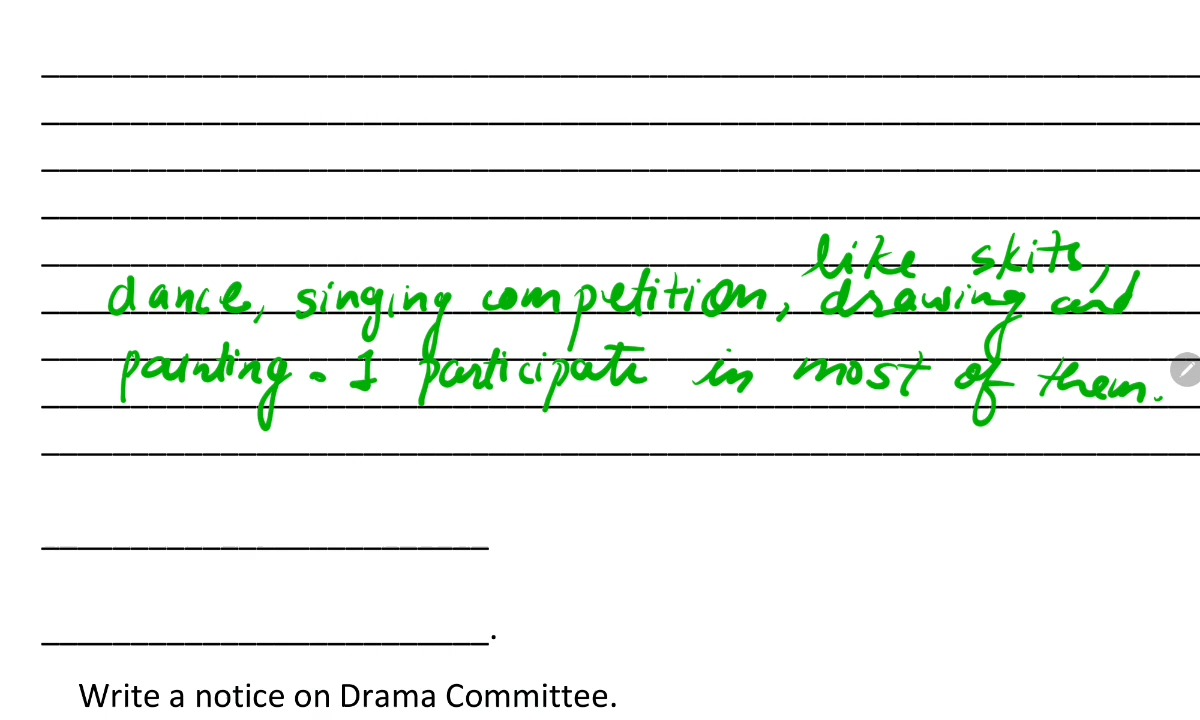 like skits,
dance, singing competition, drawing and
painting. I participate in most of them.
.
Write a notice on Drama Committee.